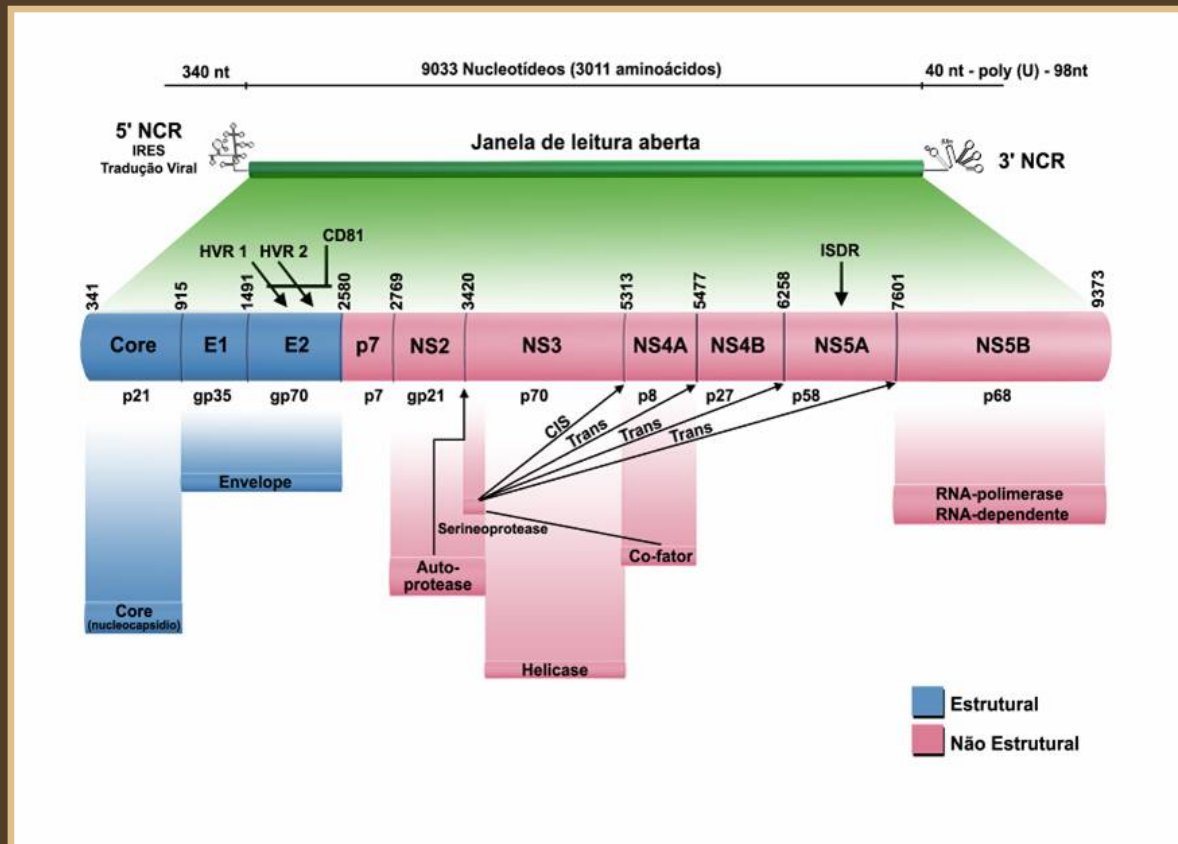 340 nt
9033 Nucleotídeos (3011 aminoácidos)
40 nt - poly (U) - 98nt
5' NCR
IRES
Tradução Viral
Janela de leitura aberta
3' NCR
HVR 1
HVR 2
CD81
ISDR
341
915
1491
2580
2769
3420
5313
5477
6258
7601
9373
Core
E1
E2
p7
NS2
NS3
NS4A
NS4B
NS5A
NS5B
p21
gp35
gp70
p7
gp21
p70
p8
p27
p58
p68
CIS
Trans
Trans
Trans
Envelope
Serineoprotease
RNA-polimerase
RNA-dependente
Auto-
protease
Co-fator
Core
(nucleocapsidio)
Helicase
Estrutural
Não Estrutural